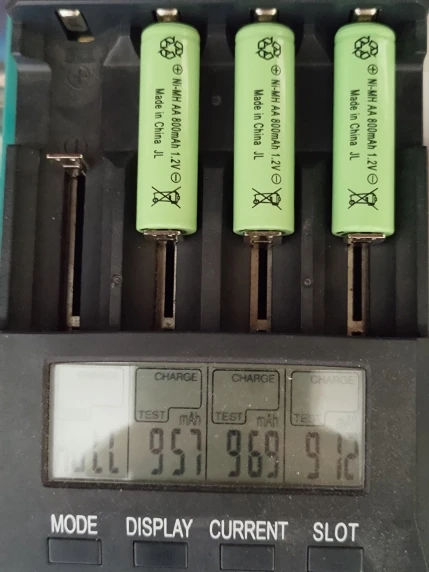 Ni-MH AA 800mAh 1.2V
Made in China JL
Ni-MH AA 800mAh 1.2V
Made in China JL
Ni-MH AA 800mAh 1.2V
Made in China JL
CHARGE CHARGE CHARGE
TEST TEST TEST
mAh mAh mAh
null 957 969 912
MODE DISPLAY CURRENT SLOT